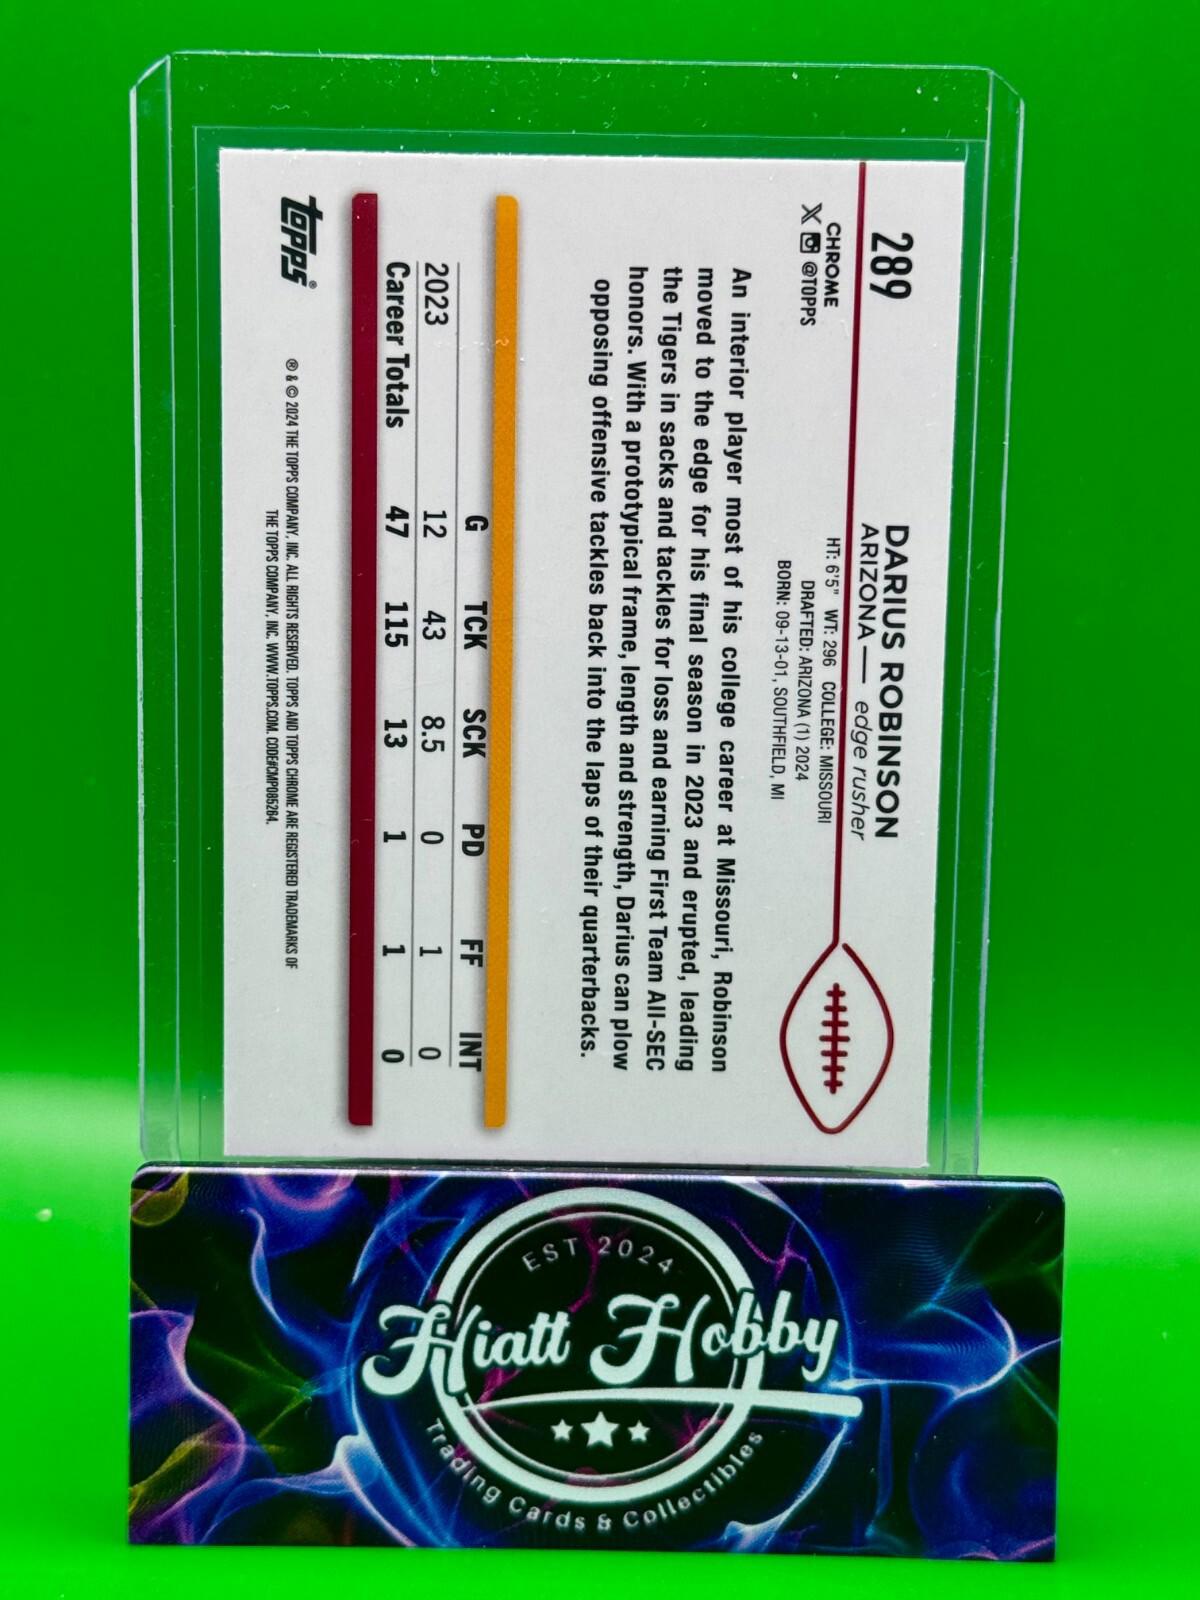 289
DARIUS ROBINSON
ARIZONA — edge rusher
CHROME
X @TOPPS
HT: 6'5" WT: 296 COLLEGE: MISSOURI
DRAFTED: ARIZONA (1) 2024
BORN: 09-13-01, SOUTHFIELD, MI
An interior player most of his college career at Missouri, Robinson
moved to the edge for his final season in 2023 and erupted, leading
the Tigers in sacks and tackles for loss and earning First Team All-SEC
honors. With a prototypical frame, length and strength, Darius can plow
opposing offensive tackles back into the laps of their quarterbacks.
G TCK SCK PD FF INT
2023 12 43 8.5 0 1 0
Career Totals 47 115 13 1 1 0
topps®
® & © 2024 THE TOPPS COMPANY, INC. ALL RIGHTS RESERVED. TOPPS AND TOPPS CHROME ARE REGISTERED TRADEMARKS OF
THE TOPPS COMPANY, INC. WWW.TOPPS.COM. CODE#CMP085264.
EST 2024
Hiatt Hobby
Trading Cards & Collectibles